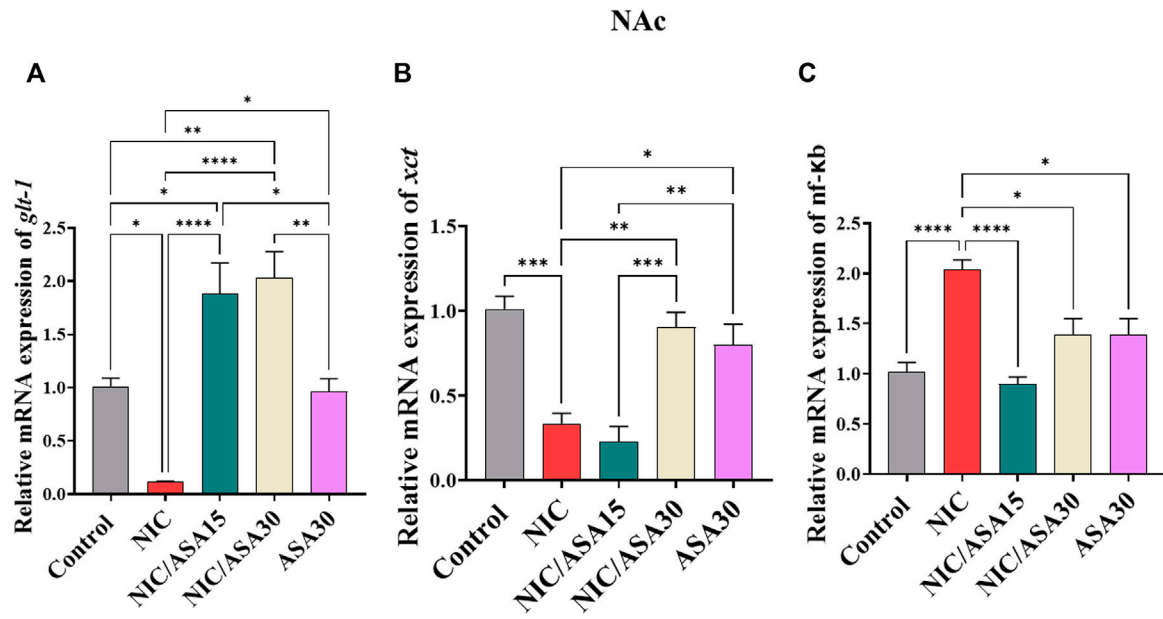 NAc
A
Relative mRNA expression of glt-1
*
**
****
*
*
*
****
**
2.5
2.0
1.5
1.0
0.5
0.0
Control
NIC
NIC/ASA15
NIC/ASA30
ASA30
B
Relative mRNA expression of xct
*
**
**
***
***
1.5
1.0
0.5
0.0
Control
NIC
NIC/ASA15
NIC/ASA30
ASA30
C
Relative mRNA expression of nf-κb
*
*
****
****
2.5
2.0
1.5
1.0
0.5
0.0
Control
NIC
NIC/ASA15
NIC/ASA30
ASA30